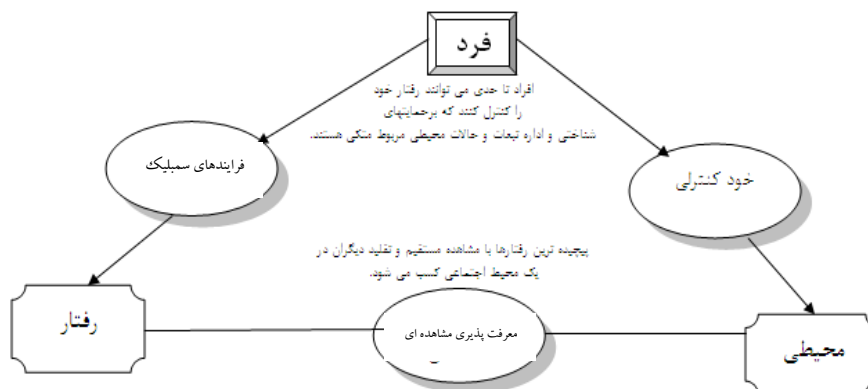 فرد
افراد تا حدی می توانند رفتار خود
را کنترل کنند که برحمایتهای
شناختی و اداره تبعات و حالات محیطی مربوط متکی هستند.
فرایندهای سمبلیک
خود کنترلی
پیچیده ترین رفتارها با مشاهده مستقیم و تقلید دیگران در
یک محیط اجتماعی کسب می شود.
رفتار
معرفت پذیری مشاهده ای
محیطی